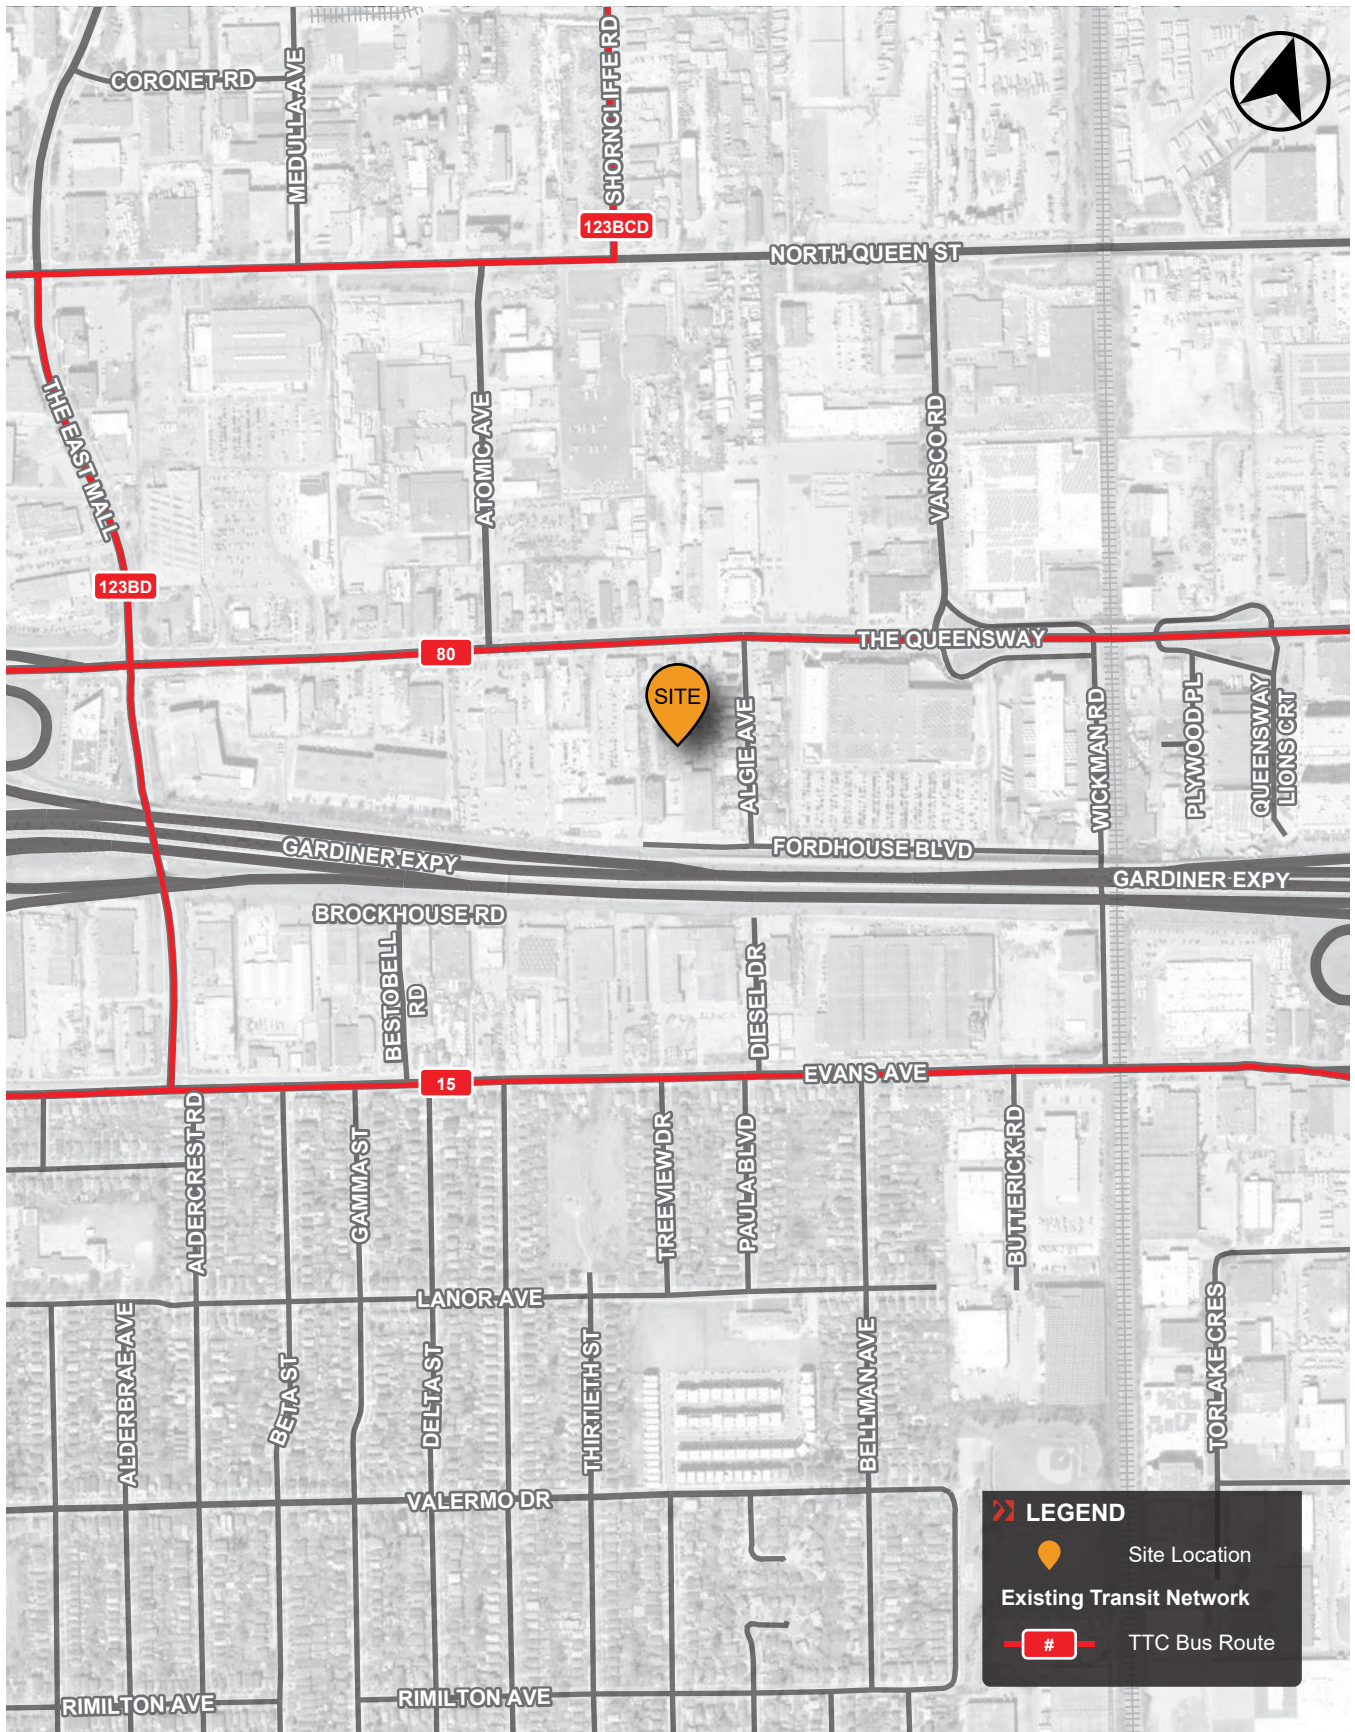 CORONET RD
MEDULLA AVE
SHORNCLIFFE RD
123BCD
NORTH QUEEN ST
THE EAST MALL
ATOMIC AVE
VANSCO RD
123BD
80
THE QUEENSWAY
SITE
ALGIE AVE
WICKMAN RD
PLYWOOD PL
QUEENSWAY
LIONS CRT
GARDINER EXPY
FORDHOUSE BLVD
GARDINER EXPY
BROCKHOUSE RD
BESTOBELL
RD
DIESEL DR
15
EVANS AVE
ALDERCREST RD
GAMMA ST
TREEVIEW DR
PAULA BLVD
BUTTERICK RD
LANOR AVE
ALDERBRAE AVE
BETA ST
DELTA ST
THIRTIETH ST
BELLMAN AVE
TORLAKE CRES
VALERMO DR
RIMILTON AVE
RIMILTON AVE
LEGEND
Site Location
Existing Transit Network
# TTC Bus Route